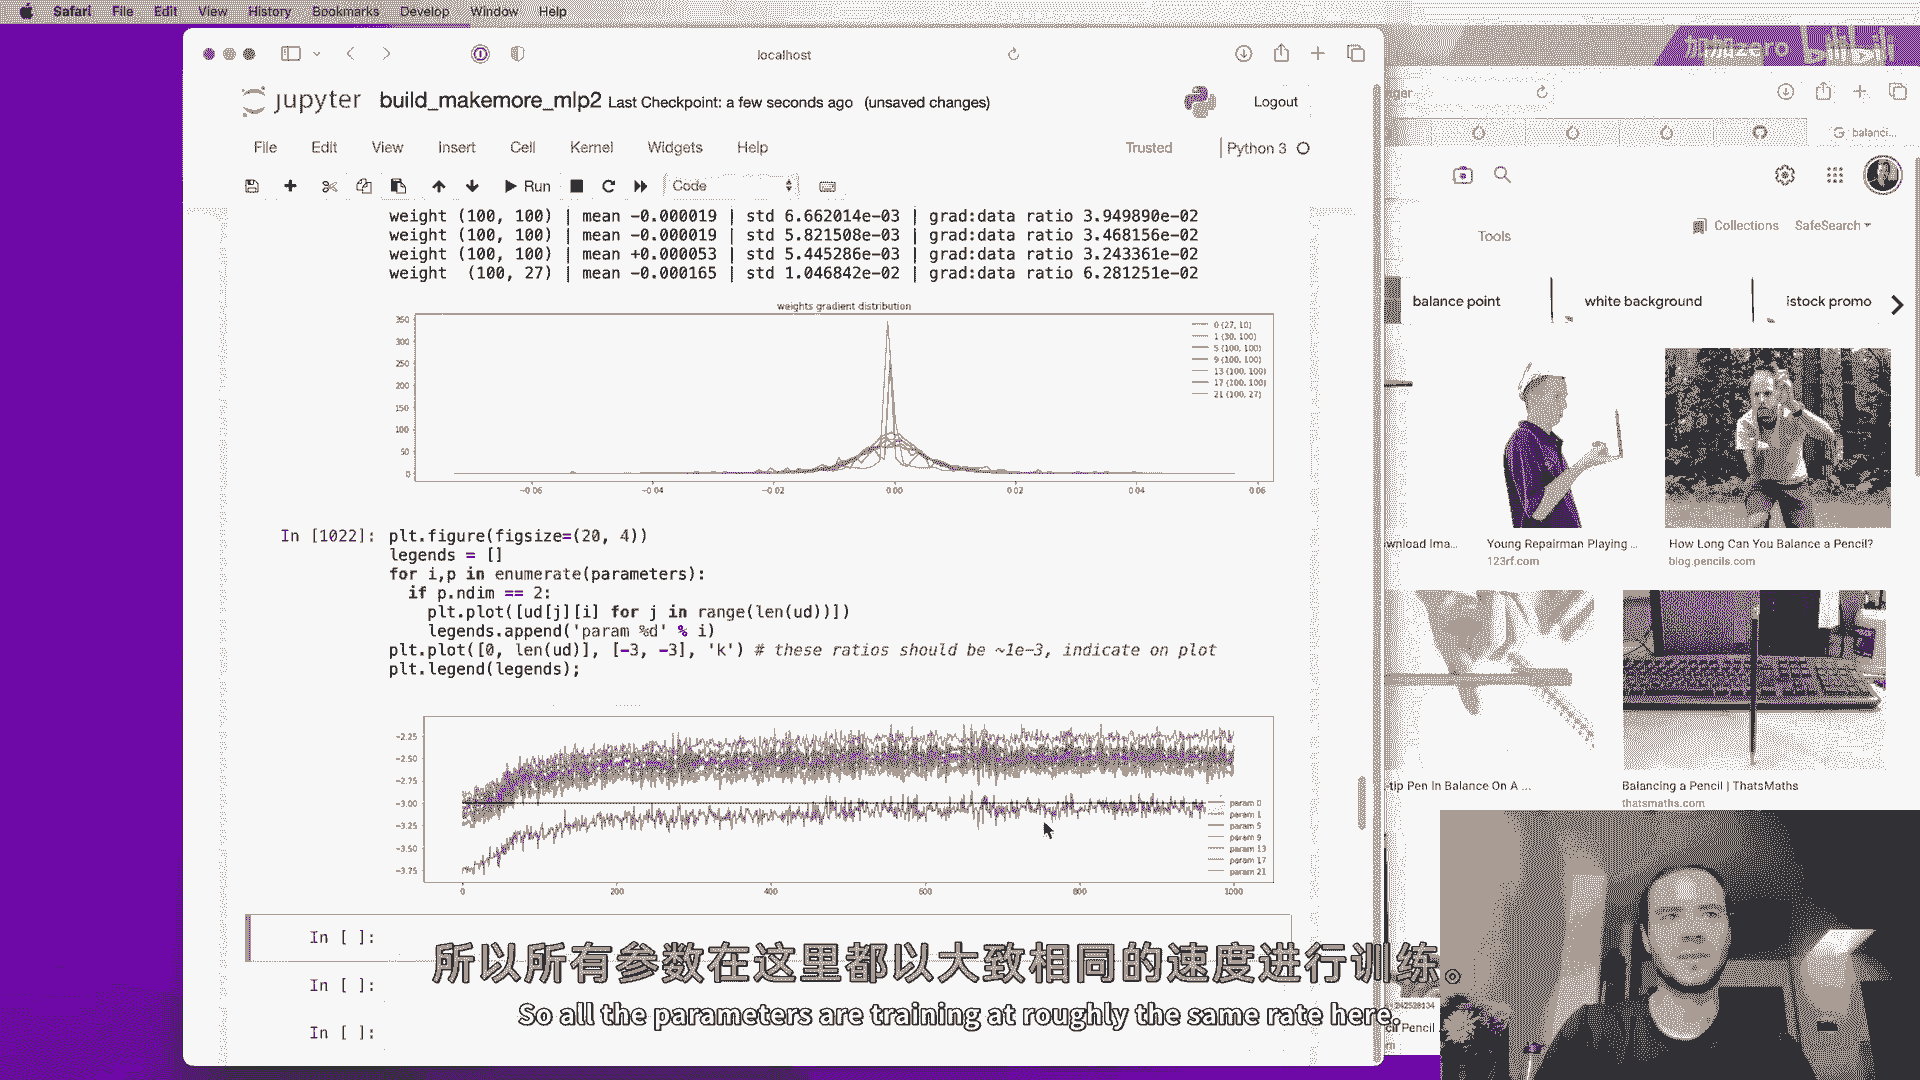 Safari File Edit View History Bookmarks Develop Window Help
localhost
jupyter build_makemore_mlp2 Last Checkpoint: a few seconds ago (unsaved changes)
Logout
File Edit View Insert Cell Kernel Widgets Help
Trusted
Python 3
Run
Code
weight (100, 100) | mean -0.000019 | std 6.662014e-03 | grad:data ratio 3.949890e-02
weight (100, 100) | mean -0.000019 | std 5.821508e-03 | grad:data ratio 3.468156e-02
weight (100, 100) | mean +0.000053 | std 5.445286e-03 | grad:data ratio 3.243361e-02
weight (100, 27) | mean -0.000165 | std 1.046842e-02 | grad:data ratio 6.281251e-02
weights gradient distribution
350
300
250
200
150
100
50
0
-0.06 -0.04 -0.02 0.00 0.02 0.04 0.06
0 (27, 10)
1 (30, 100)
5 (100, 100)
9 (100, 100)
13 (100, 100)
17 (100, 100)
21 (100, 27)
In [1022]: plt.figure(figsize=(20, 4))
legends = []
for i,p in enumerate(parameters):
if p.ndim == 2:
plt.plot([ud[j][i] for j in range(len(ud))])
legends.append('param %d' % i)
plt.plot([0, len(ud)], [-3, -3], 'k') # these ratios should be ~1e-3, indicate on plot
plt.legend(legends);
-2.25
-2.50
-2.75
-3.00
-3.25
-3.50
-3.75
0 200 400 600 800 1000
param 0
param 1
param 5
param 9
param 13
param 17
param 21
In [ ]:
In [ ]:
In [ ]:
所以所有参数在这里都以大致相同的速度进行训练。
So all the parameters are training at roughly the same rate here.
bilibili
balanci...
Collections SafeSearch
Tools
balance point
white background
istock promo
wnload Ima...
Young Repairman Playing ...
123rf.com
How Long Can You Balance a Pencil?
blog.pencils.com
-tip Pen In Balance On A ...
Balancing a Pencil | ThatsMaths
thatsmaths.com